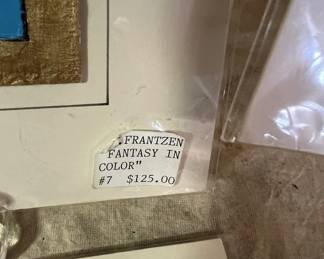 .FRANTZEN
FANTASY IN
COLOR"
#7 $125.00